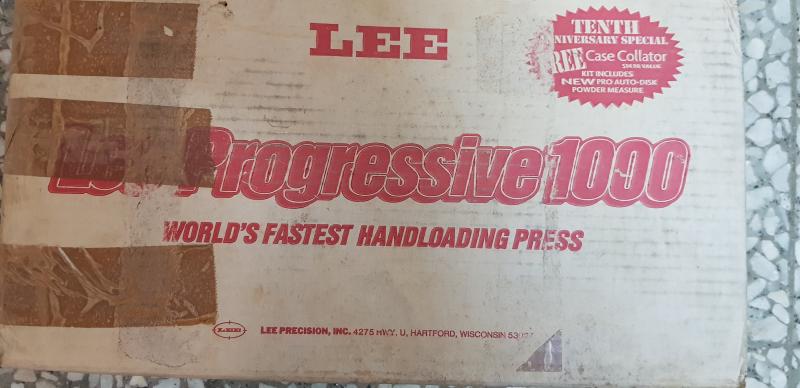 LEE
TENTH
NIVERSARY SPECIAL
REE Case Collator
KIT INCLUDES
NEW PRO AUTO-DISK
POWDER MEASURE
Lee Progressive 1000
WORLD'S FASTEST HANDLOADING PRESS
LEE PRECISION, INC. 4275 HWY. U, HARTFORD, WISCONSIN